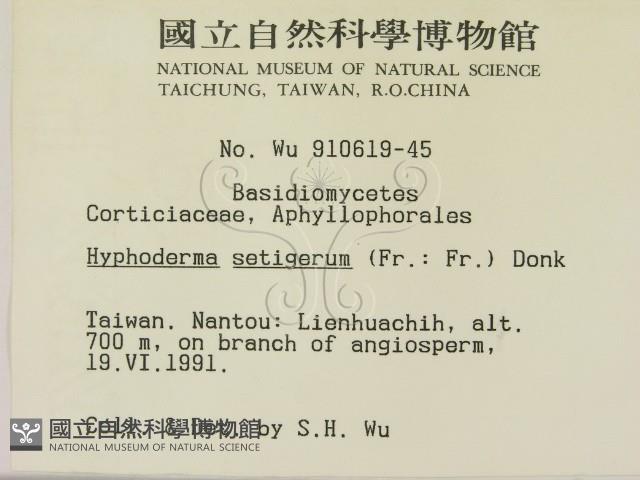 國立自然科學博物館
NATIONAL MUSEUM OF NATURAL SCIENCE
TAICHUNG, TAIWAN, R.O.CHINA
No. Wu 910619-45
Basidiomycetes
Corticiaceae, Aphyllophorales
Hyphoderma setigerum (Fr.: Fr.) Donk
Taiwan. Nantou: Lienhuachih, alt.
700 m, on branch of angiosperm,
19.VI.1991.
Coll. & Det. by S.H. Wu
國立自然科學博物館
NATIONAL MUSEUM OF NATURAL SCIENCE